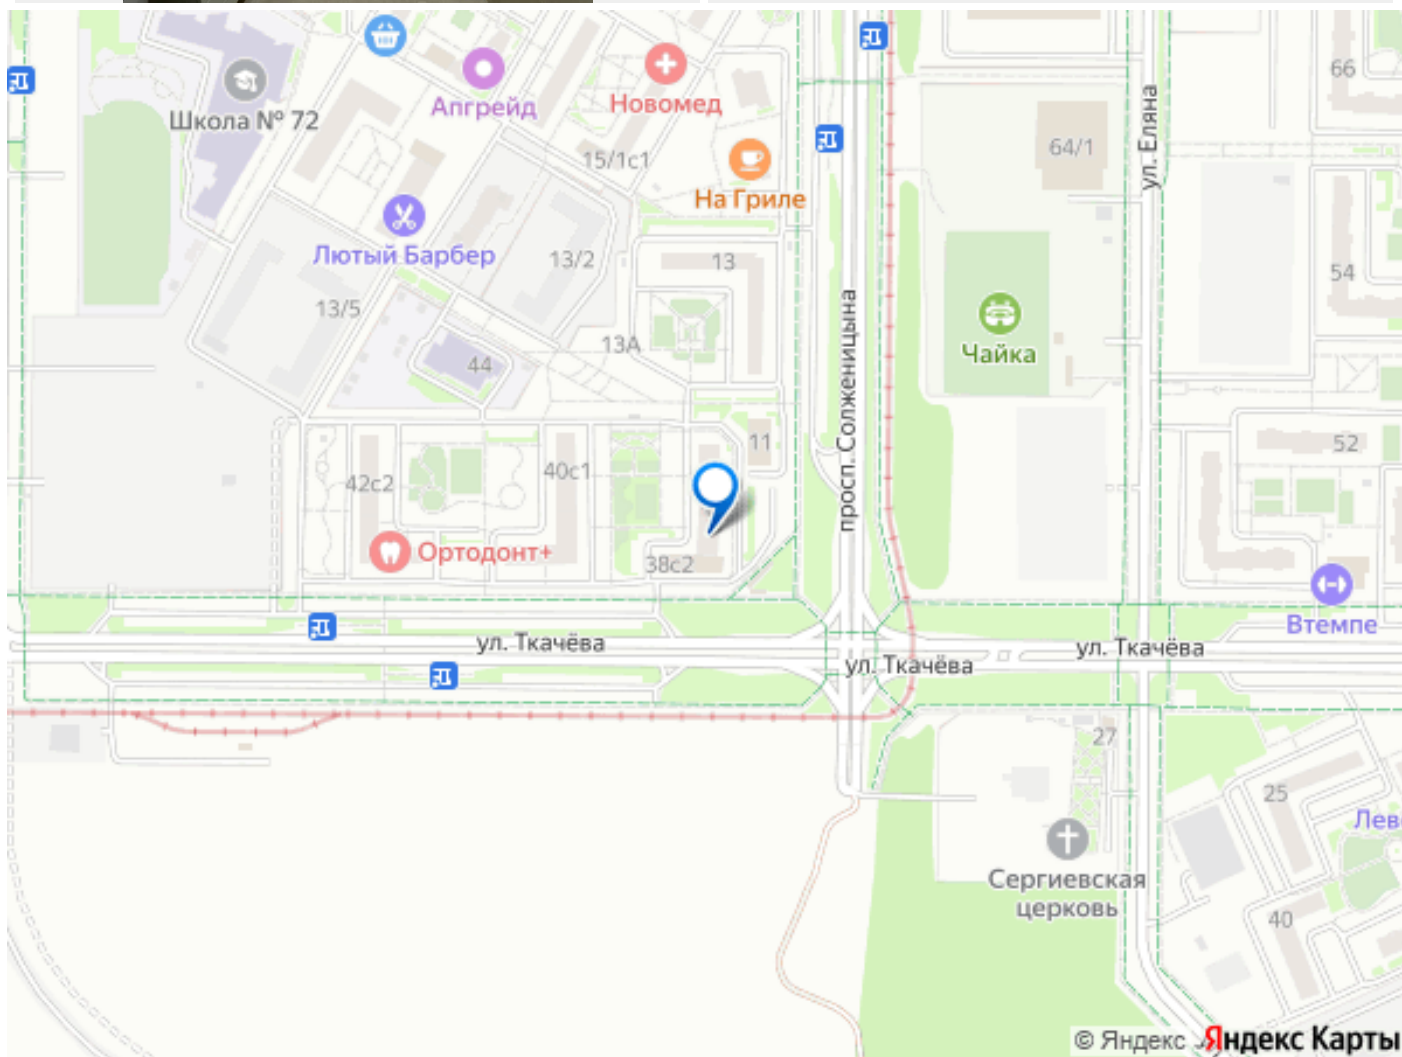 66
Апгрейд
Новомед
Школа № 72
ул. Еляна
64/1
15/1с1
На Гриле
Лютый Барбер
13/2
13
54
13/5
просп. Солженицына
13А
Чайка
44
11
52
40с1
42с2
Ортодонт+
38с2
Втемпе
ул. Ткачёва
ул. Ткачёва
ул. Ткачёва
27
25
Лев
Сергиевская
церковь
40
© Яндекс
Яндекс Карты